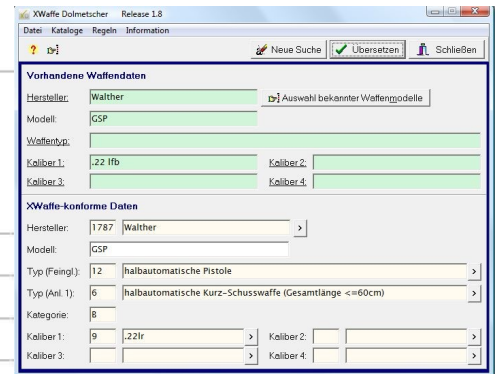 XWaffe Dolmetscher Release 1.8
Datei Kataloge Regeln Information
? Neue Suche Übersetzen Schließen
Vorhandene Waffendaten
Hersteller: Walther Auswahl bekannter Waffenmodelle
Modell: GSP
Waffentyp:
Kaliber 1: .22 lfb Kaliber 2:
Kaliber 3: Kaliber 4:
XWaffe-konforme Daten
Hersteller: 1787 Walther >
Modell: GSP
Typ (Feingl.): 12 halbautomatische Pistole >
Typ (Anl. 1): 6 halbautomatische Kurz-Schusswaffe (Gesamtlänge <=60cm) >
Kategorie: B
Kaliber 1: 9 .22lr > Kaliber 2: >
Kaliber 3: > Kaliber 4: >